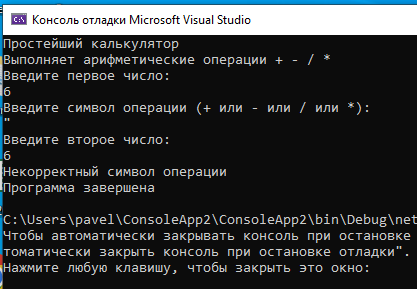 Консоль отладки Microsoft Visual Studio
Простейший калькулятор
Выполняет арифметические операции + - / *
Введите первое число:
6
Введите символ операции (+ или - или / или *):
"
Введите второе число:
6
Некорректный символ операции
Программа завершена
C:\Users\pavel\ConsoleApp2\ConsoleApp2\bin\Debug\net
Чтобы автоматически закрывать консоль при остановке
томатически закрыть консоль при остановке отладки".
Нажмите любую клавишу, чтобы закрыть это окно: